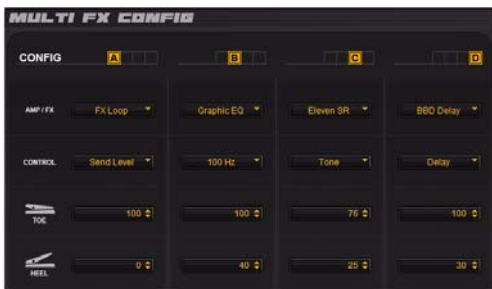 MULTI FX CONFIG
CONFIG A B C D
AMP / FX FX Loop Graphic EQ Eleven SR BBD Delay
CONTROL Send Level 100 Hz Tone Delay
TOE 100 100 76 100
HEEL 0 40 25 30